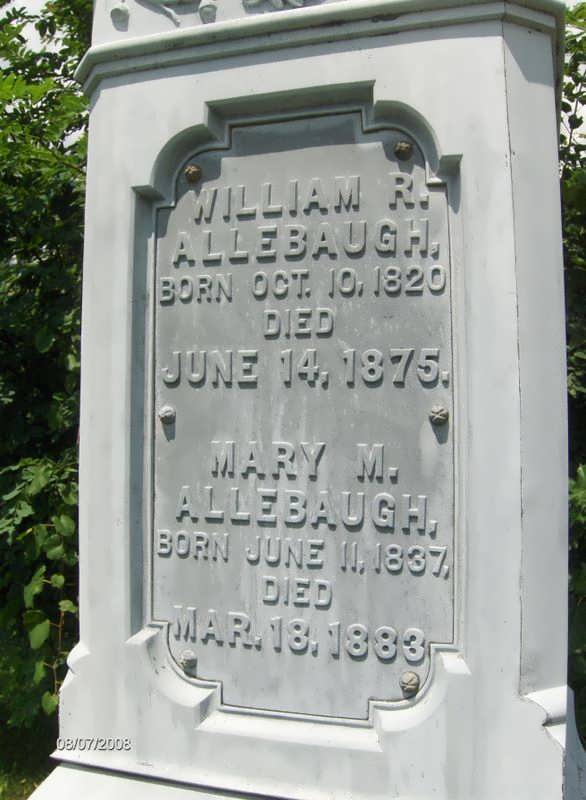 WILLIAM R.
ALLEBAUGH,
BORN OCT. 10, 1820
DIED
JUNE 14, 1875.
MARY M.
ALLEBAUGH,
BORN JUNE 11, 1837,
DIED
MAR. 18, 1883
08/07/2008